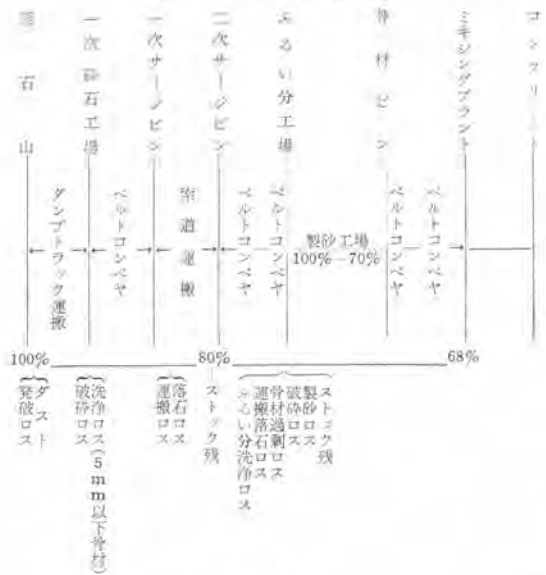 原石山
一次砕石工場
一次サージビン
二次サージビン
ふるい分工場
骨材ビン
ミキシングプラント
コンクリート
ダンプトラック運搬
ベルトコンベヤ
索道運搬
ベルトコンベヤ
ベルトコンベヤ
製砂工場
100%−70%
ベルトコンベヤ
ベルトコンベヤ
100%
80%
68%
ダスト
発破ロス
洗浄ロス(5mm以下骨材)
破砕ロス
落石ロス
運搬ロス
ストック残
ストック残
製砂ロス
破砕ロス
骨材過剰ロス
運搬落石ロス
ふるい分洗浄ロス